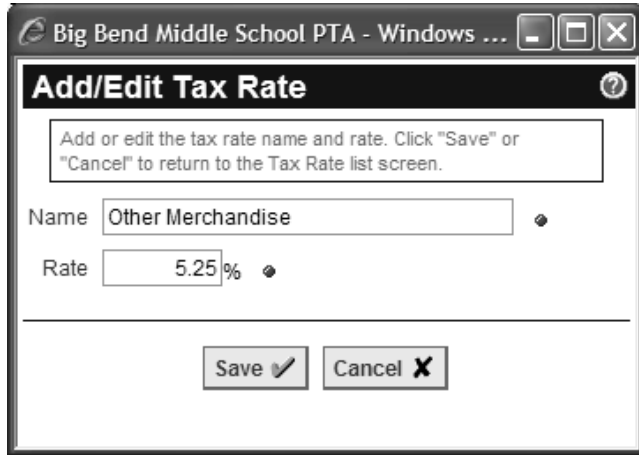 Big Bend Middle School PTA - Windows ...
Add/Edit Tax Rate
Add or edit the tax rate name and rate. Click "Save" or
"Cancel" to return to the Tax Rate list screen.
Name Other Merchandise
Rate 5.25 %
Save Cancel